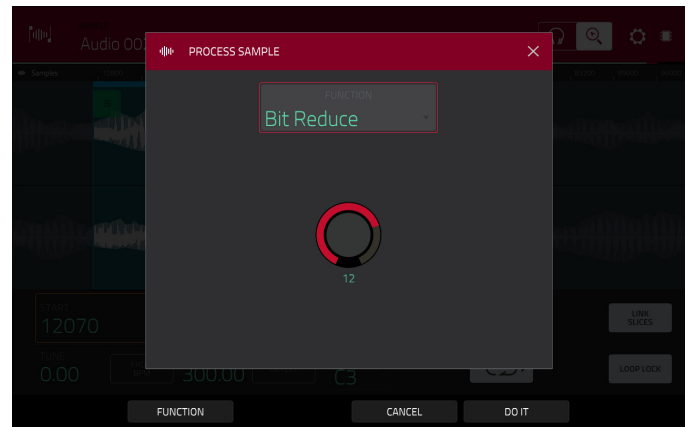 Audio 002
PROCESS SAMPLE
Samples
FUNCTION
Bit Reduce
12
START
12070
LINK
SLICES
TUNE
0.00
300.00
C3
LOOP LOCK
FUNCTION
CANCEL
DO IT